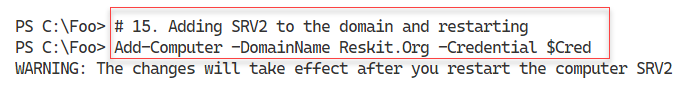 PS C:\Foo> # 15. Adding SRV2 to the domain and restarting
PS C:\Foo> Add-Computer -DomainName Reskit.Org -Credential $Cred
WARNING: The changes will take effect after you restart the computer SRV2